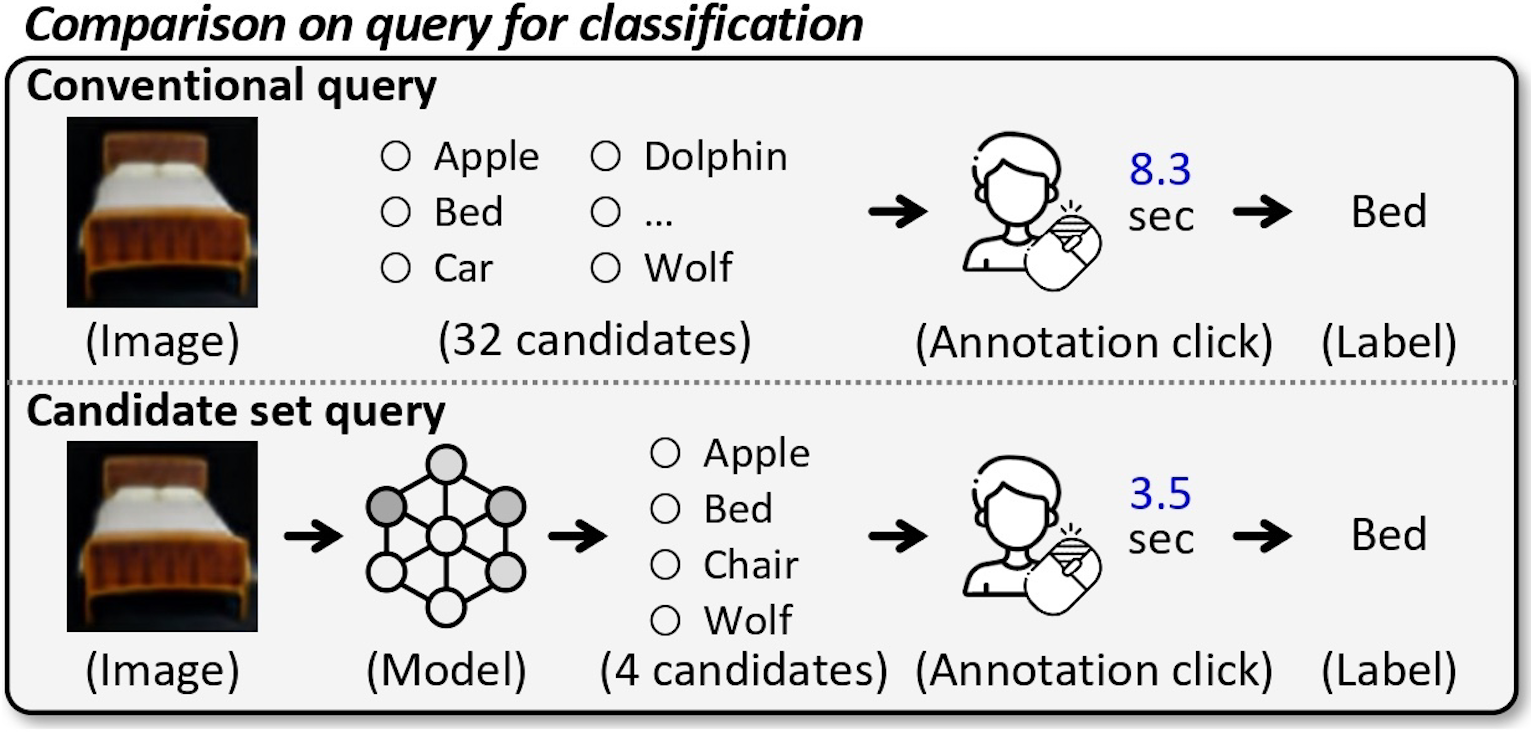 Comparison on query for classification
Conventional query
○ Apple ○ Dolphin
○ Bed ○ ...
○ Car ○ Wolf
8.3
sec
Bed
(Image) (32 candidates) (Annotation click) (Label)
Candidate set query
○ Apple
○ Bed
○ Chair
○ Wolf
3.5
sec
Bed
(Image) (Model) (4 candidates) (Annotation click) (Label)